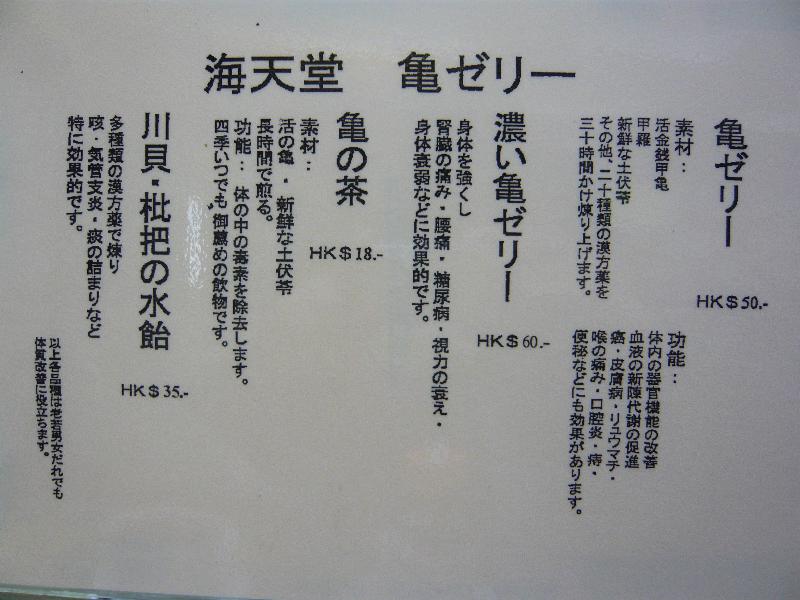 海天堂　亀ゼリー
亀ゼリー
HK$50.-
素材：
活金銭甲亀
甲羅
新鮮な土伏苓
その他、二十種類の漢方薬を
三十時間かけ煉り上げます。
功能：
体内の器官機能の改善
血液の新陳代謝の促進
癌・皮膚病・リュウマチ・
喉の痛み・口腔炎・痔・
便秘などにも効果があります。
濃い亀ゼリー
HK$60.-
身体を強くし
腎臓の痛み・腰痛・糖尿病・視力の衰え・
身体衰弱などに効果的です。
亀の茶
HK$18.-
素材：
活の亀・新鮮な土伏苓
長時間で煎る。
功能：体の中の毒素を除去します。
四季いつでも御薦めの飲物です。
川貝・枇把の水飴
HK$35.-
多種類の漢方薬で煉り
咳・気管支炎・痰の詰まりなど
特に効果的です。
以上各品種は老若男女だれでも
体質改善に役立ちます。